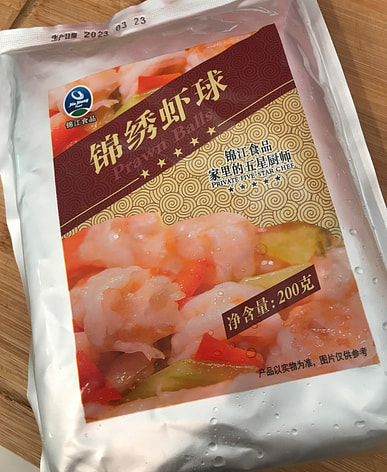 生产日期 2023 03 23
Jin Jiang
锦江食品
锦绣虾球
Prawn Balls
锦江食品
家里的五星厨师
PRIVATE FIVE STAR CHEF
净含量:200克
产品以实物为准，图片仅供参考